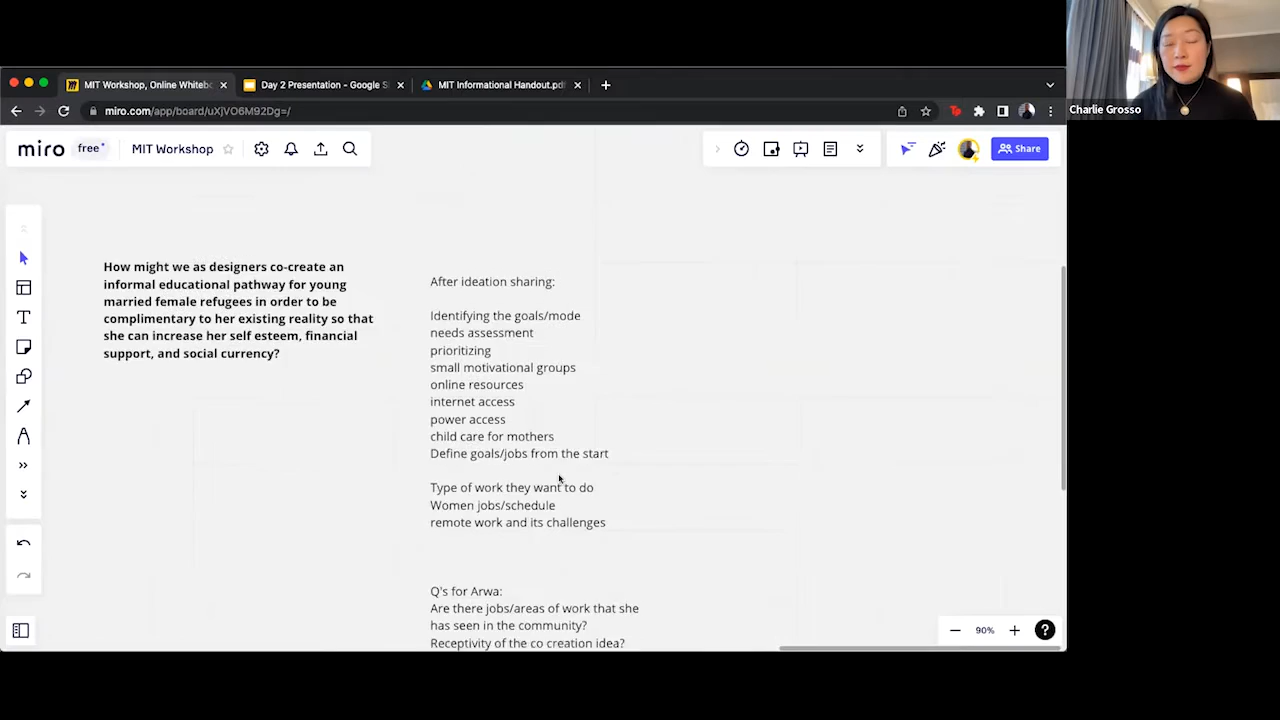 MIT Workshop, Online Whitebo
Day 2 Presentation - Google S
MIT Informational Handout.pdf
miro.com/app/board/uXjVO6M92Dg=/
Charlie Grosso
miro
free
MIT Workshop
Share
How might we as designers co-create an
informal educational pathway for young
married female refugees in order to be
complimentary to her existing reality so that
she can increase her self esteem, financial
support, and social currency?
After ideation sharing:
Identifying the goals/mode
needs assessment
prioritizing
small motivational groups
online resources
internet access
power access
child care for mothers
Define goals/jobs from the start
Type of work they want to do
Women jobs/schedule
remote work and its challenges
Q's for Arwa:
Are there jobs/areas of work that she
has seen in the community?
Receptivity of the co creation idea?
90%